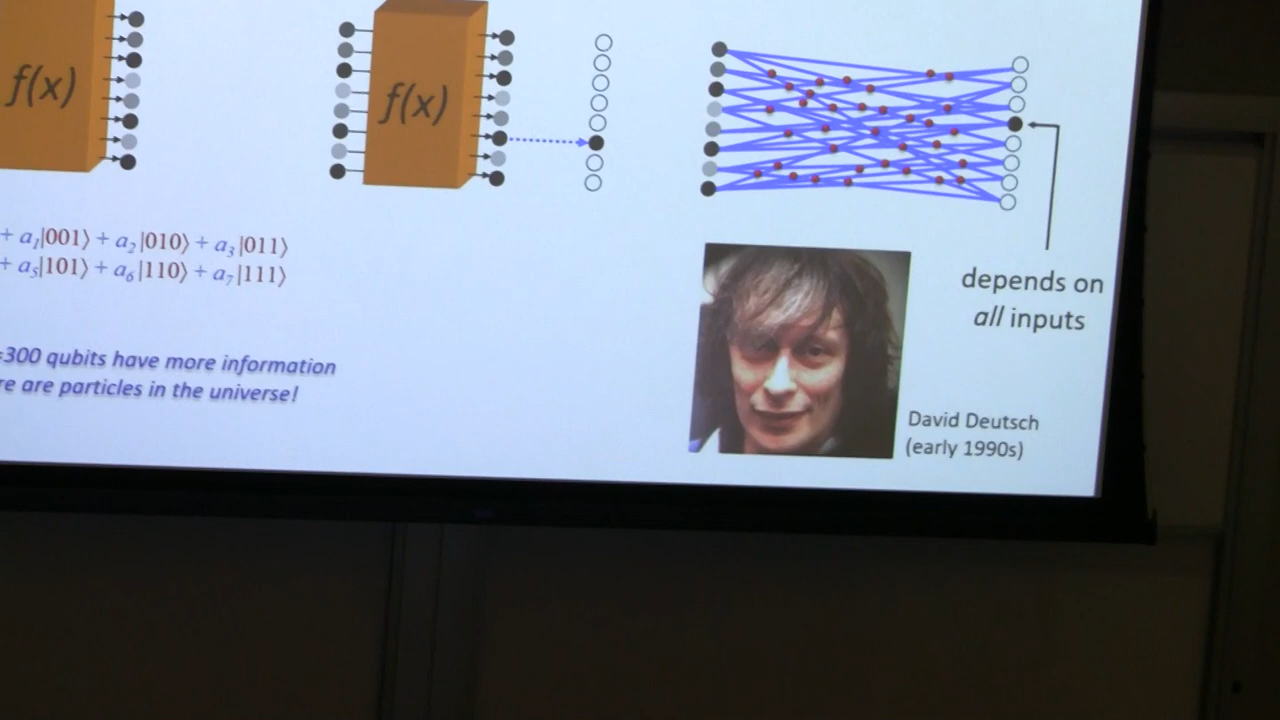 f(x)
f(x)
+ a₁|001⟩ + a₂|010⟩ + a₃|011⟩
+ a₅|101⟩ + a₆|110⟩ + a₇|111⟩
300 qubits have more information
re are particles in the universe!
depends on
all inputs
David Deutsch
(early 1990s)